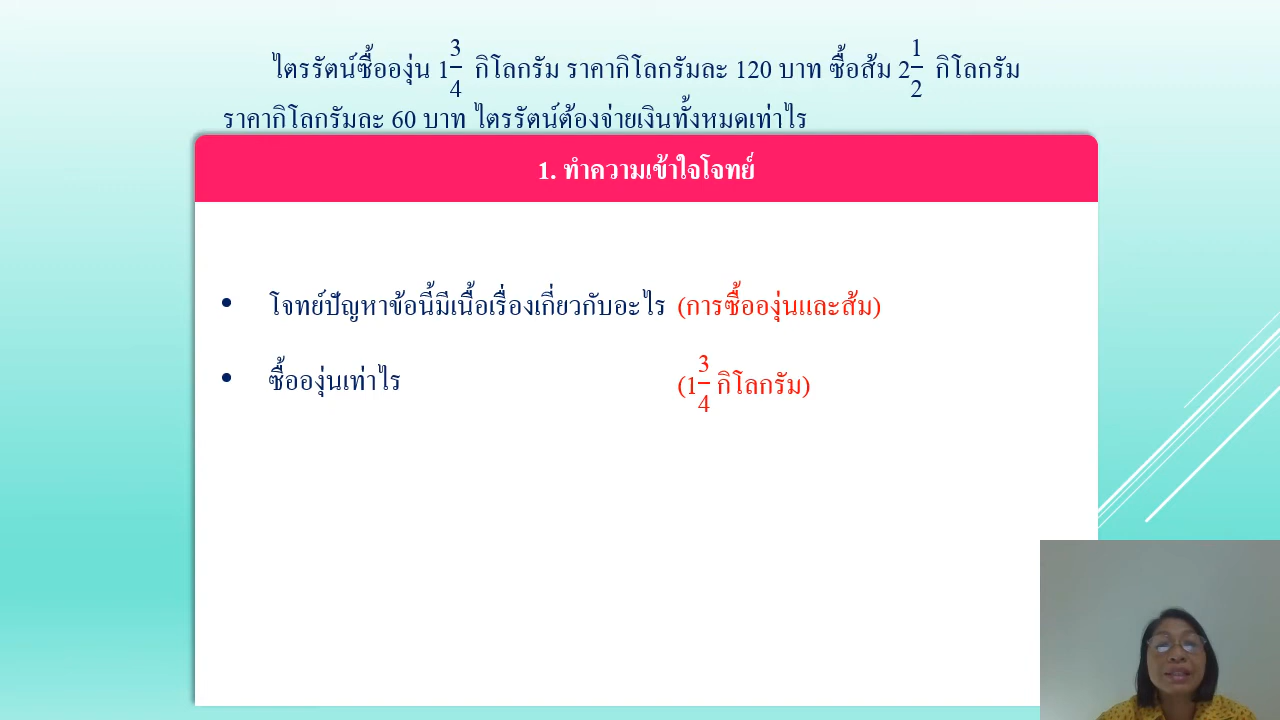 ไตรรัตน์ซื้อองุ่น 1 3/4 กิโลกรัม ราคากิโลกรัมละ 120 บาท ซื้อส้ม 2 1/2 กิโลกรัม
ราคากิโลกรัมละ 60 บาท ไตรรัตน์ต้องจ่ายเงินทั้งหมดเท่าไร
1. ทำความเข้าใจโจทย์
• โจทย์ปัญหาข้อนี้มีเนื้อเรื่องเกี่ยวกับอะไร (การซื้อองุ่นและส้ม)
• ซื้อองุ่นเท่าไร (1 3/4 กิโลกรัม)